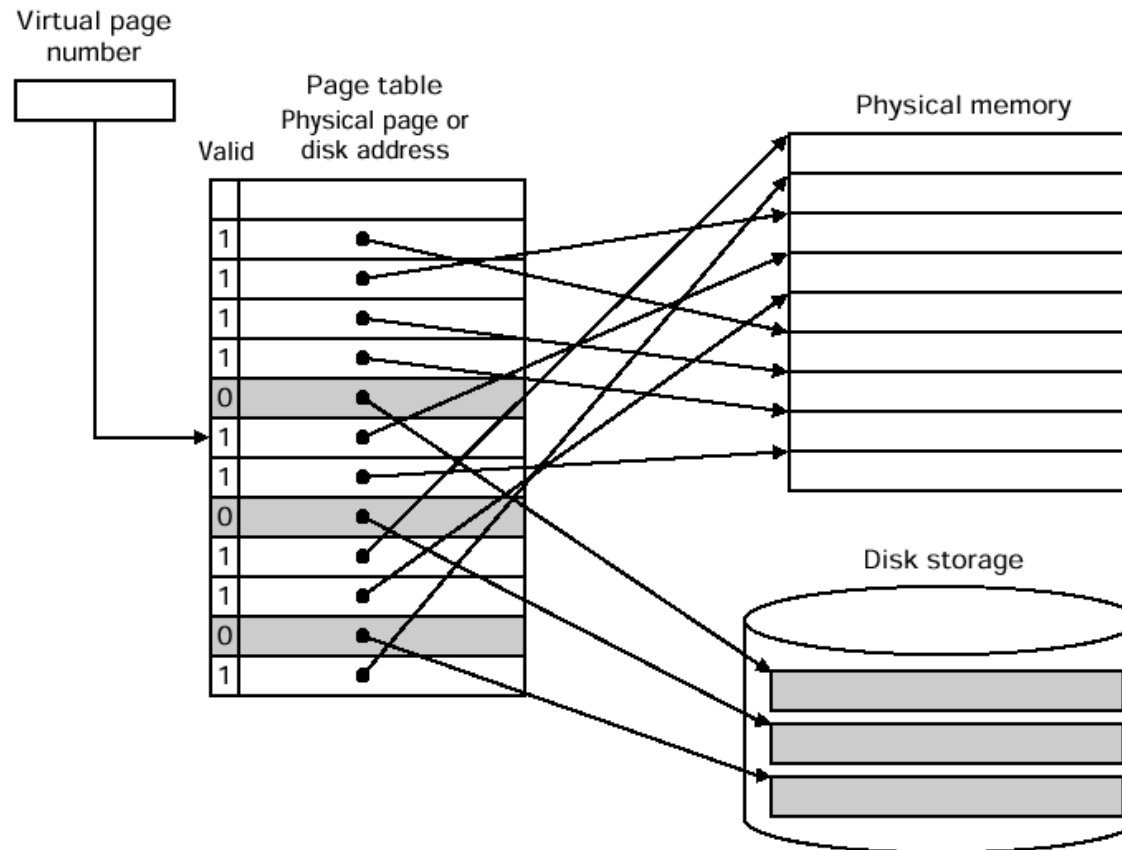 Virtual page
number
Page table
Physical page or
disk address
Valid
Physical memory
1
1
1
1
0
1
1
0
1
1
0
1
Disk storage